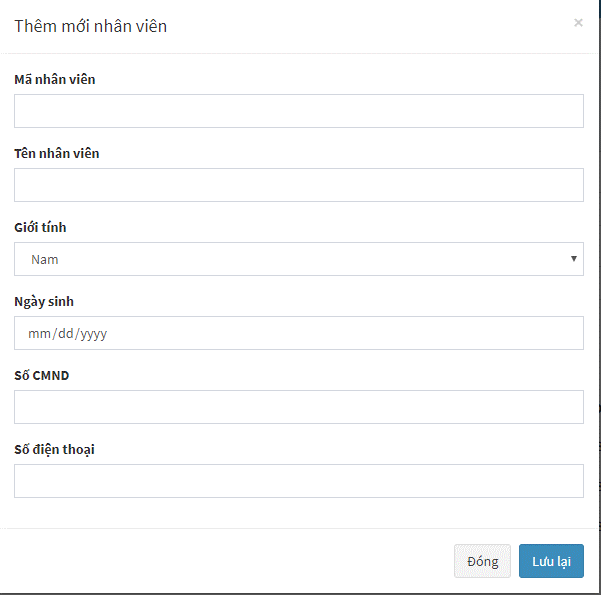 Thêm mới nhân viên ×
Mã nhân viên
Tên nhân viên
Giới tính
Nam
Ngày sinh
mm/dd/yyyy
Số CMND
Số điện thoại
Đóng Lưu lại